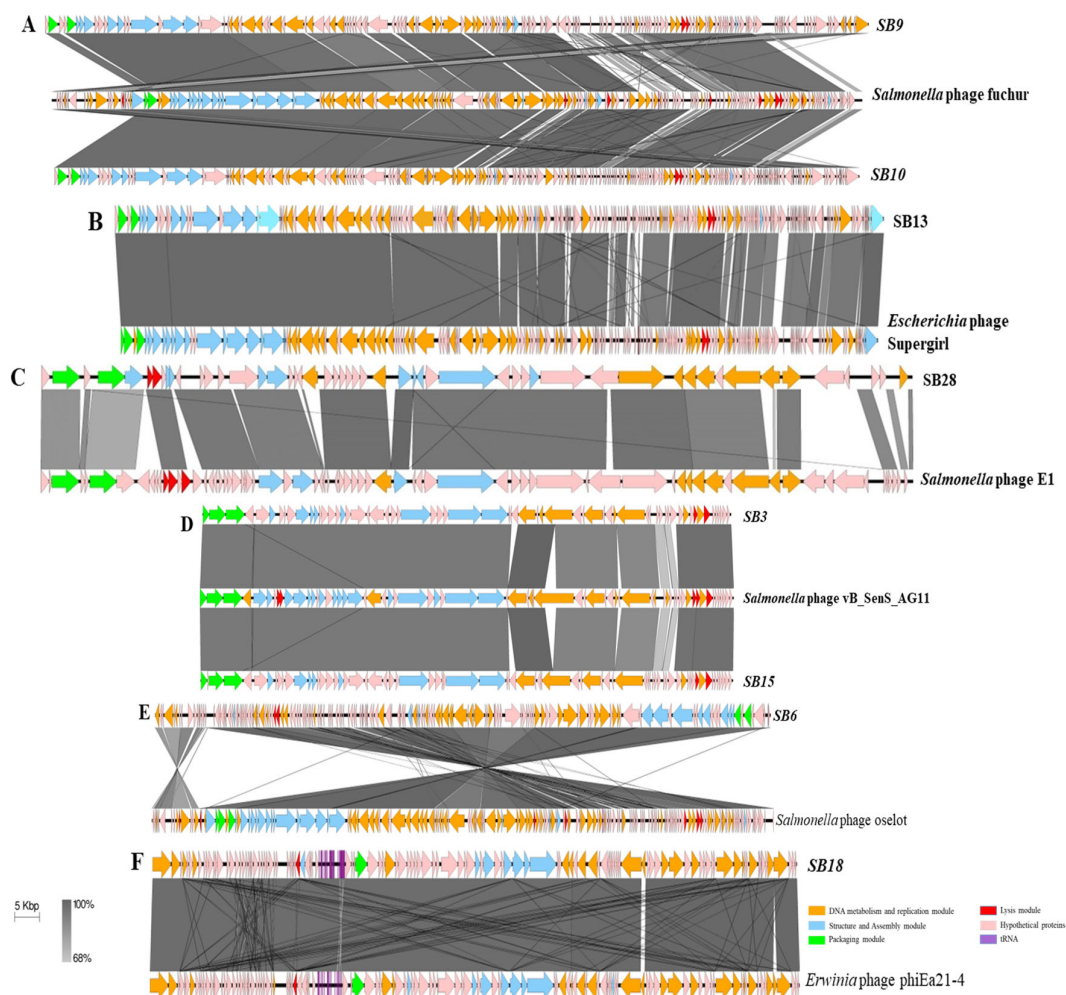 A
SB9
Salmonella phage fuchur
SB10
B
SB13
Escherichia phage
Supergirl
C
SB28
Salmonella phage E1
D
SB3
Salmonella phage vB_SenS_AG11
SB15
E
SB6
Salmonella phage oselot
F
SB18
5 Kbp
100%
68%
DNA metabolism and replication module
Structure and Assembly module
Packaging module
Lysis module
Hypothetical proteins
tRNA
Erwinia phage phiEa21-4